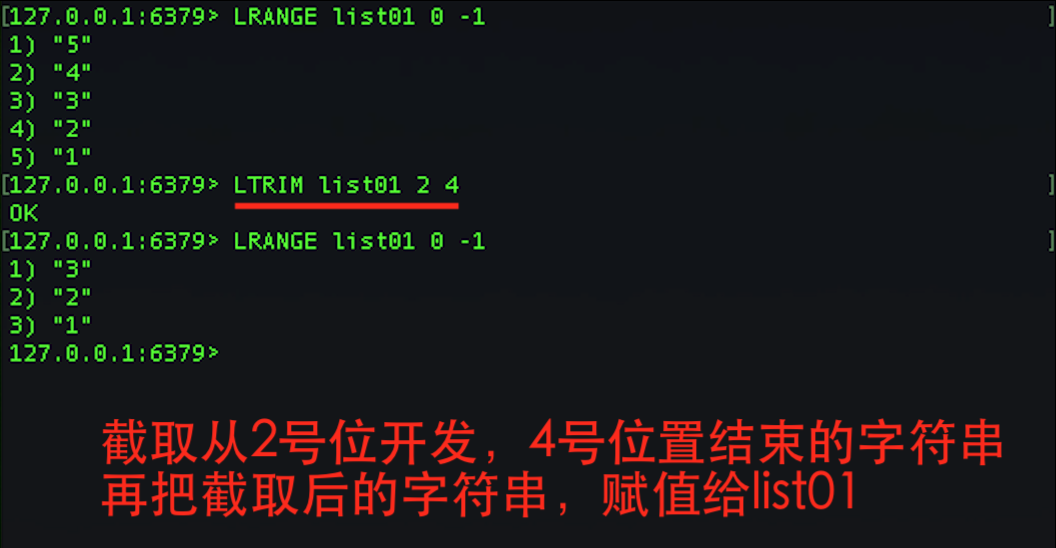 [127.0.0.1:6379> LRANGE list01 0 -1 ]
1) "5"
2) "4"
3) "3"
4) "2"
5) "1"
[127.0.0.1:6379> LTRIM list01 2 4 ]
OK
[127.0.0.1:6379> LRANGE list01 0 -1 ]
1) "3"
2) "2"
3) "1"
127.0.0.1:6379>
截取从2号位开发，4号位置结束的字符串
再把截取后的字符串，赋值给list01